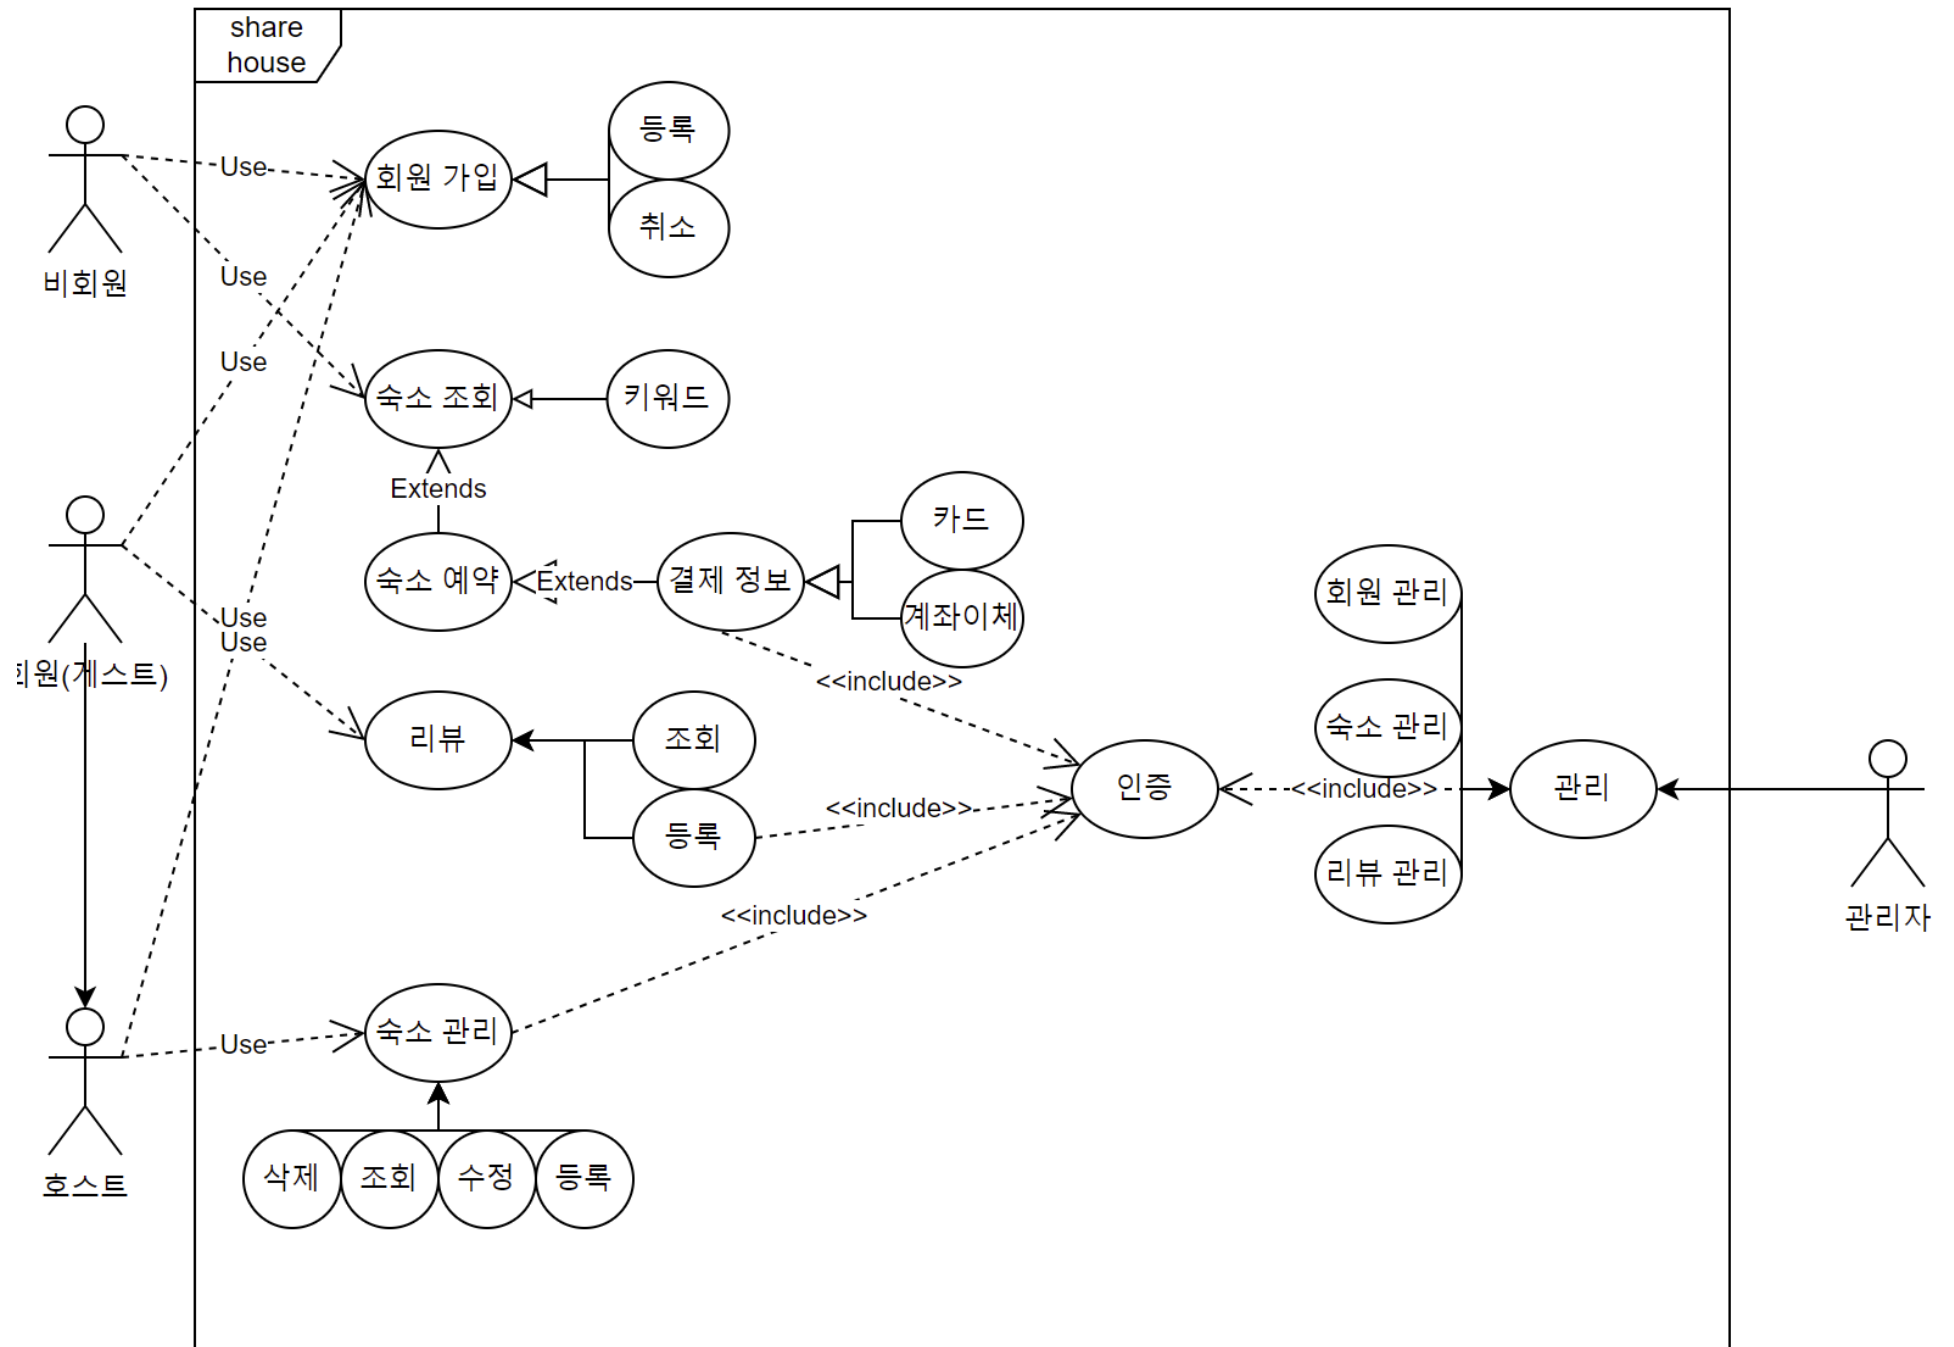 share
house
등록
회원 가입
Use
취소
비회원
Use
Use
숙소 조회
키워드
Extends
카드
숙소 예약
Extends
결제 정보
계좌이체
회원 관리
Use
Use
회원(게스트)
<<include>>
리뷰
조회
숙소 관리
인증
<<include>>
관리
<<include>>
등록
리뷰 관리
<<include>>
관리자
Use
숙소 관리
삭제
조회
수정
등록
호스트